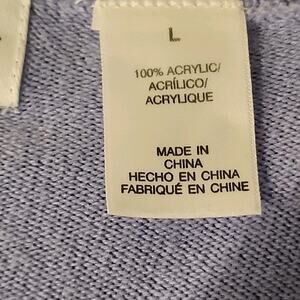 L
100% ACRYLIC/
ACRÍLICO/
ACRYLIQUE
MADE IN
CHINA
HECHO EN CHINA
FABRIQUÉ EN CHINE